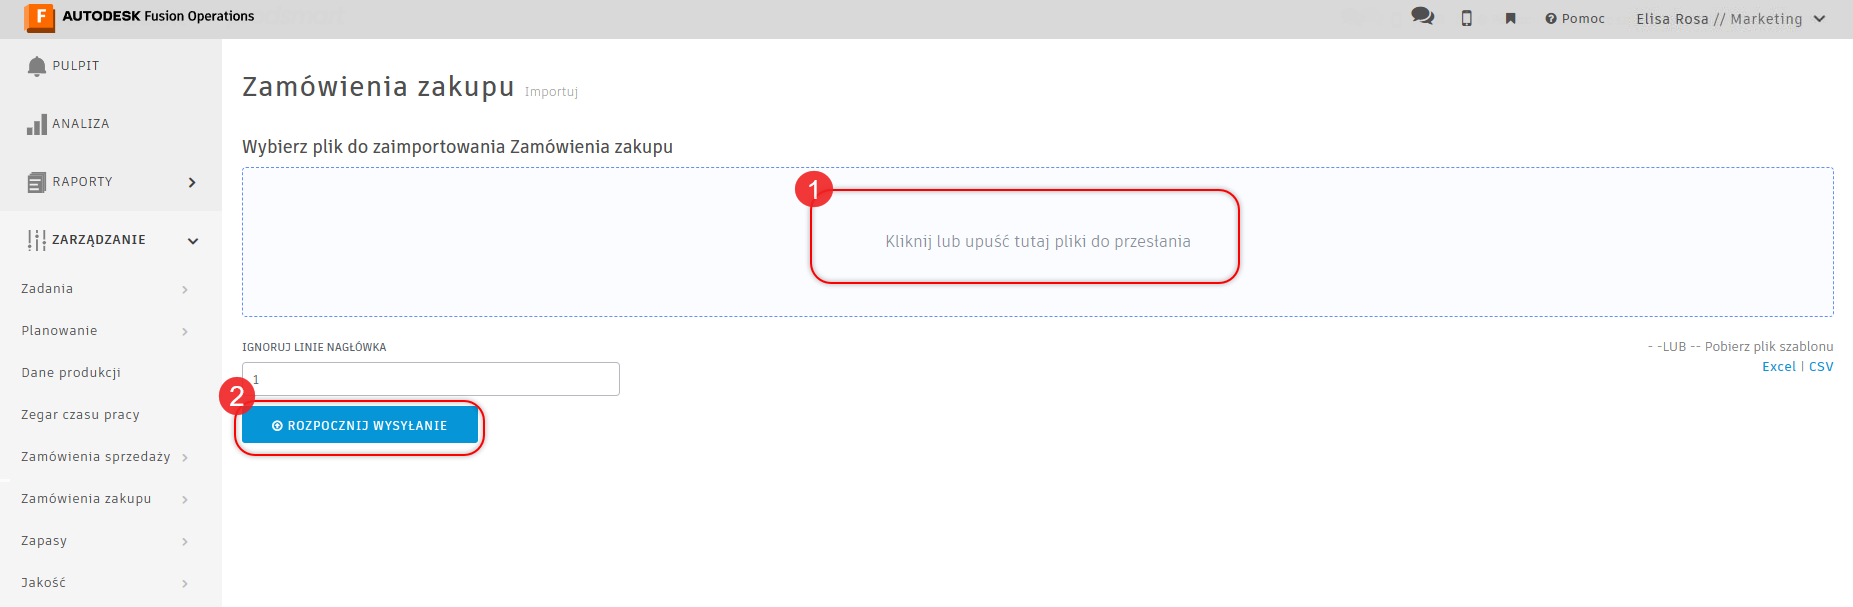 F AUTODESK Fusion Operations
Pomoc
Elisa Rosa // Marketing
PULPIT
ANALIZA
RAPORTY
ZARZĄDZANIE
Zadania
Planowanie
Dane produkcji
Zegar czasu pracy
Zamówienia sprzedaży
Zamówienia zakupu
Zapasy
Jakość
Zamówienia zakupu Importuj
Wybierz plik do zaimportowania Zamówienia zakupu
1
Kliknij lub upuść tutaj pliki do przesłania
IGNORUJ LINIE NAGŁÓWKA
1
2
ROZPOCZNIJ WYSYŁANIE
- -LUB -- Pobierz plik szablonu
Excel | CSV